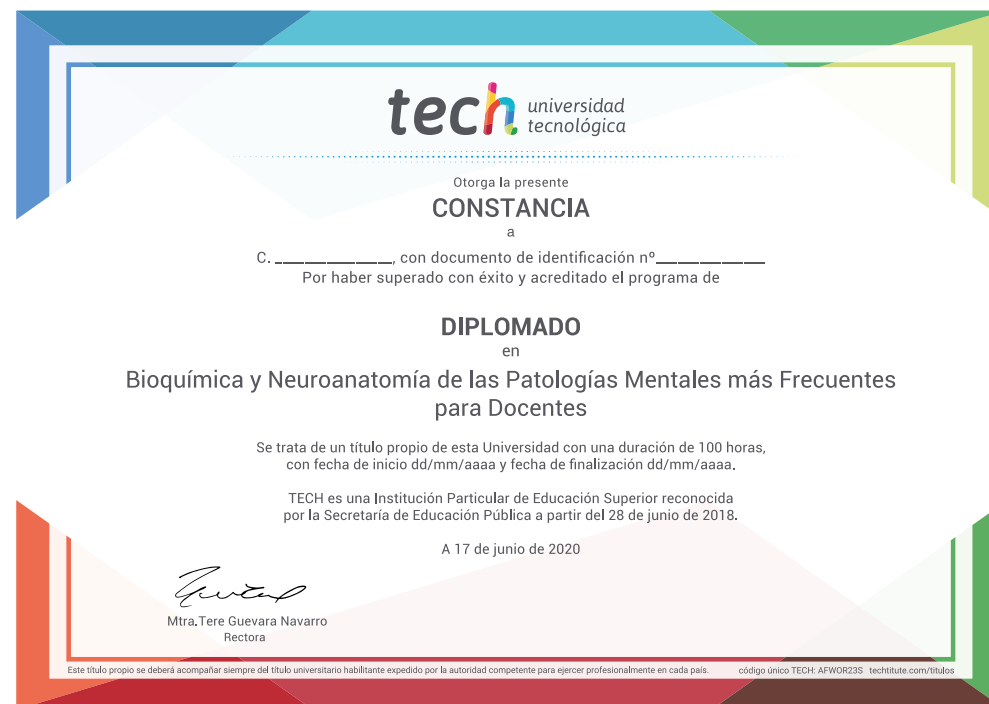 tech universidad
tecnológica
Otorga la presente
CONSTANCIA
a
C. ______________, con documento de identificación nº_____________
Por haber superado con éxito y acreditado el programa de
DIPLOMADO
en
Bioquímica y Neuroanatomía de las Patologías Mentales más Frecuentes
para Docentes
Se trata de un título propio de esta Universidad con una duración de 100 horas,
con fecha de inicio dd/mm/aaaa y fecha de finalización dd/mm/aaaa.
TECH es una Institución Particular de Educación Superior reconocida
por la Secretaría de Educación Pública a partir del 28 de junio de 2018.
A 17 de junio de 2020
Mtra.Tere Guevara Navarro
Rectora
Este título propio se deberá acompañar siempre del título universitario habilitante expedido por la autoridad competente para ejercer profesionalmente en cada país. código único TECH: AFWOR23S techtitute.com/titulos